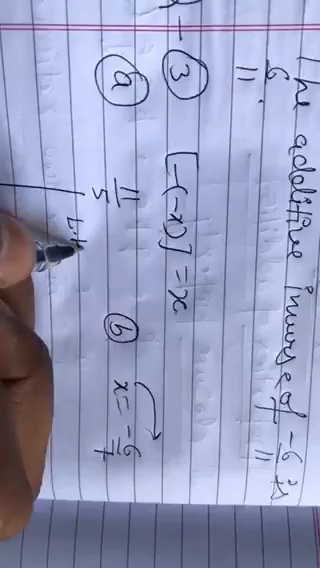 The additive inverse of -6/11 is
6/11.
③ [-(-x)] = x
ⓐ 11/5 ⓑ x = -6/7
L.H